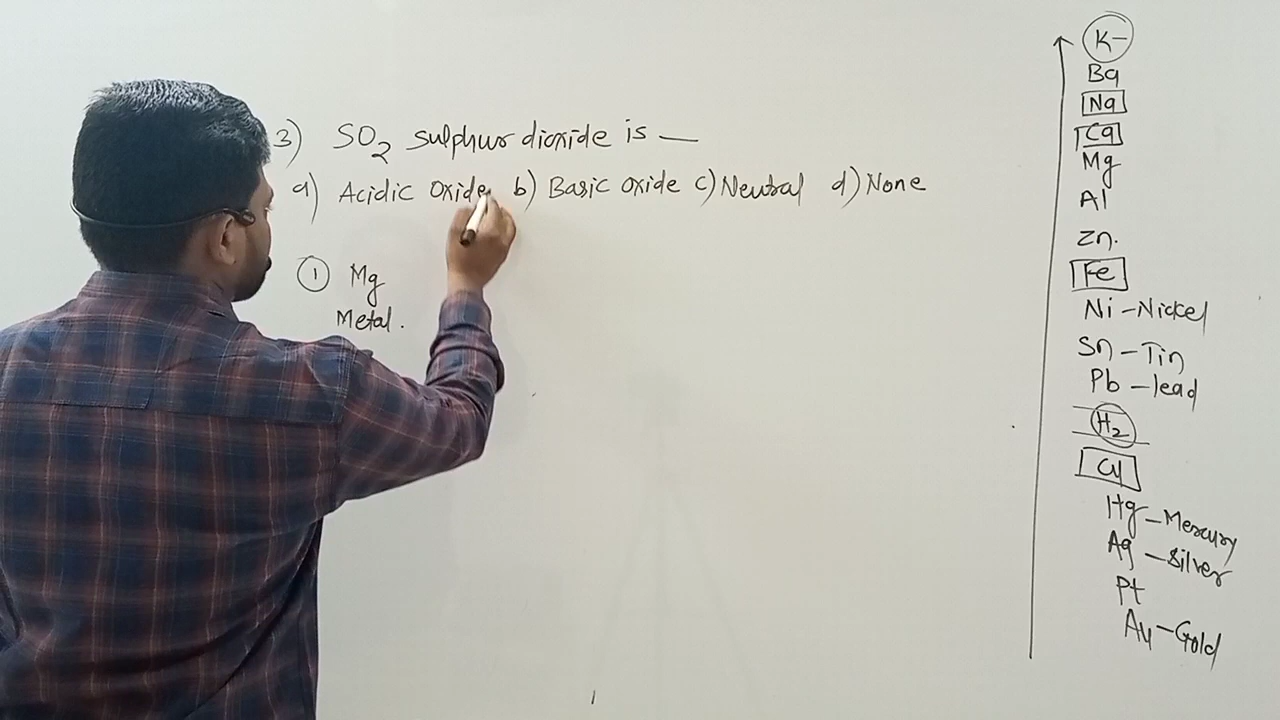 3) SO2 sulphur dioxide is —
a) Acidic oxide b) Basic oxide c) Neutral d) None
① Mg
Metal.
K
Ba
Na
Ca
Mg
Al
Zn.
Fe
Ni - Nickel
Sn - Tin
Pb - lead
H2
Cu
Hg - Mercury
Ag - Silver
Pt
Au - Gold